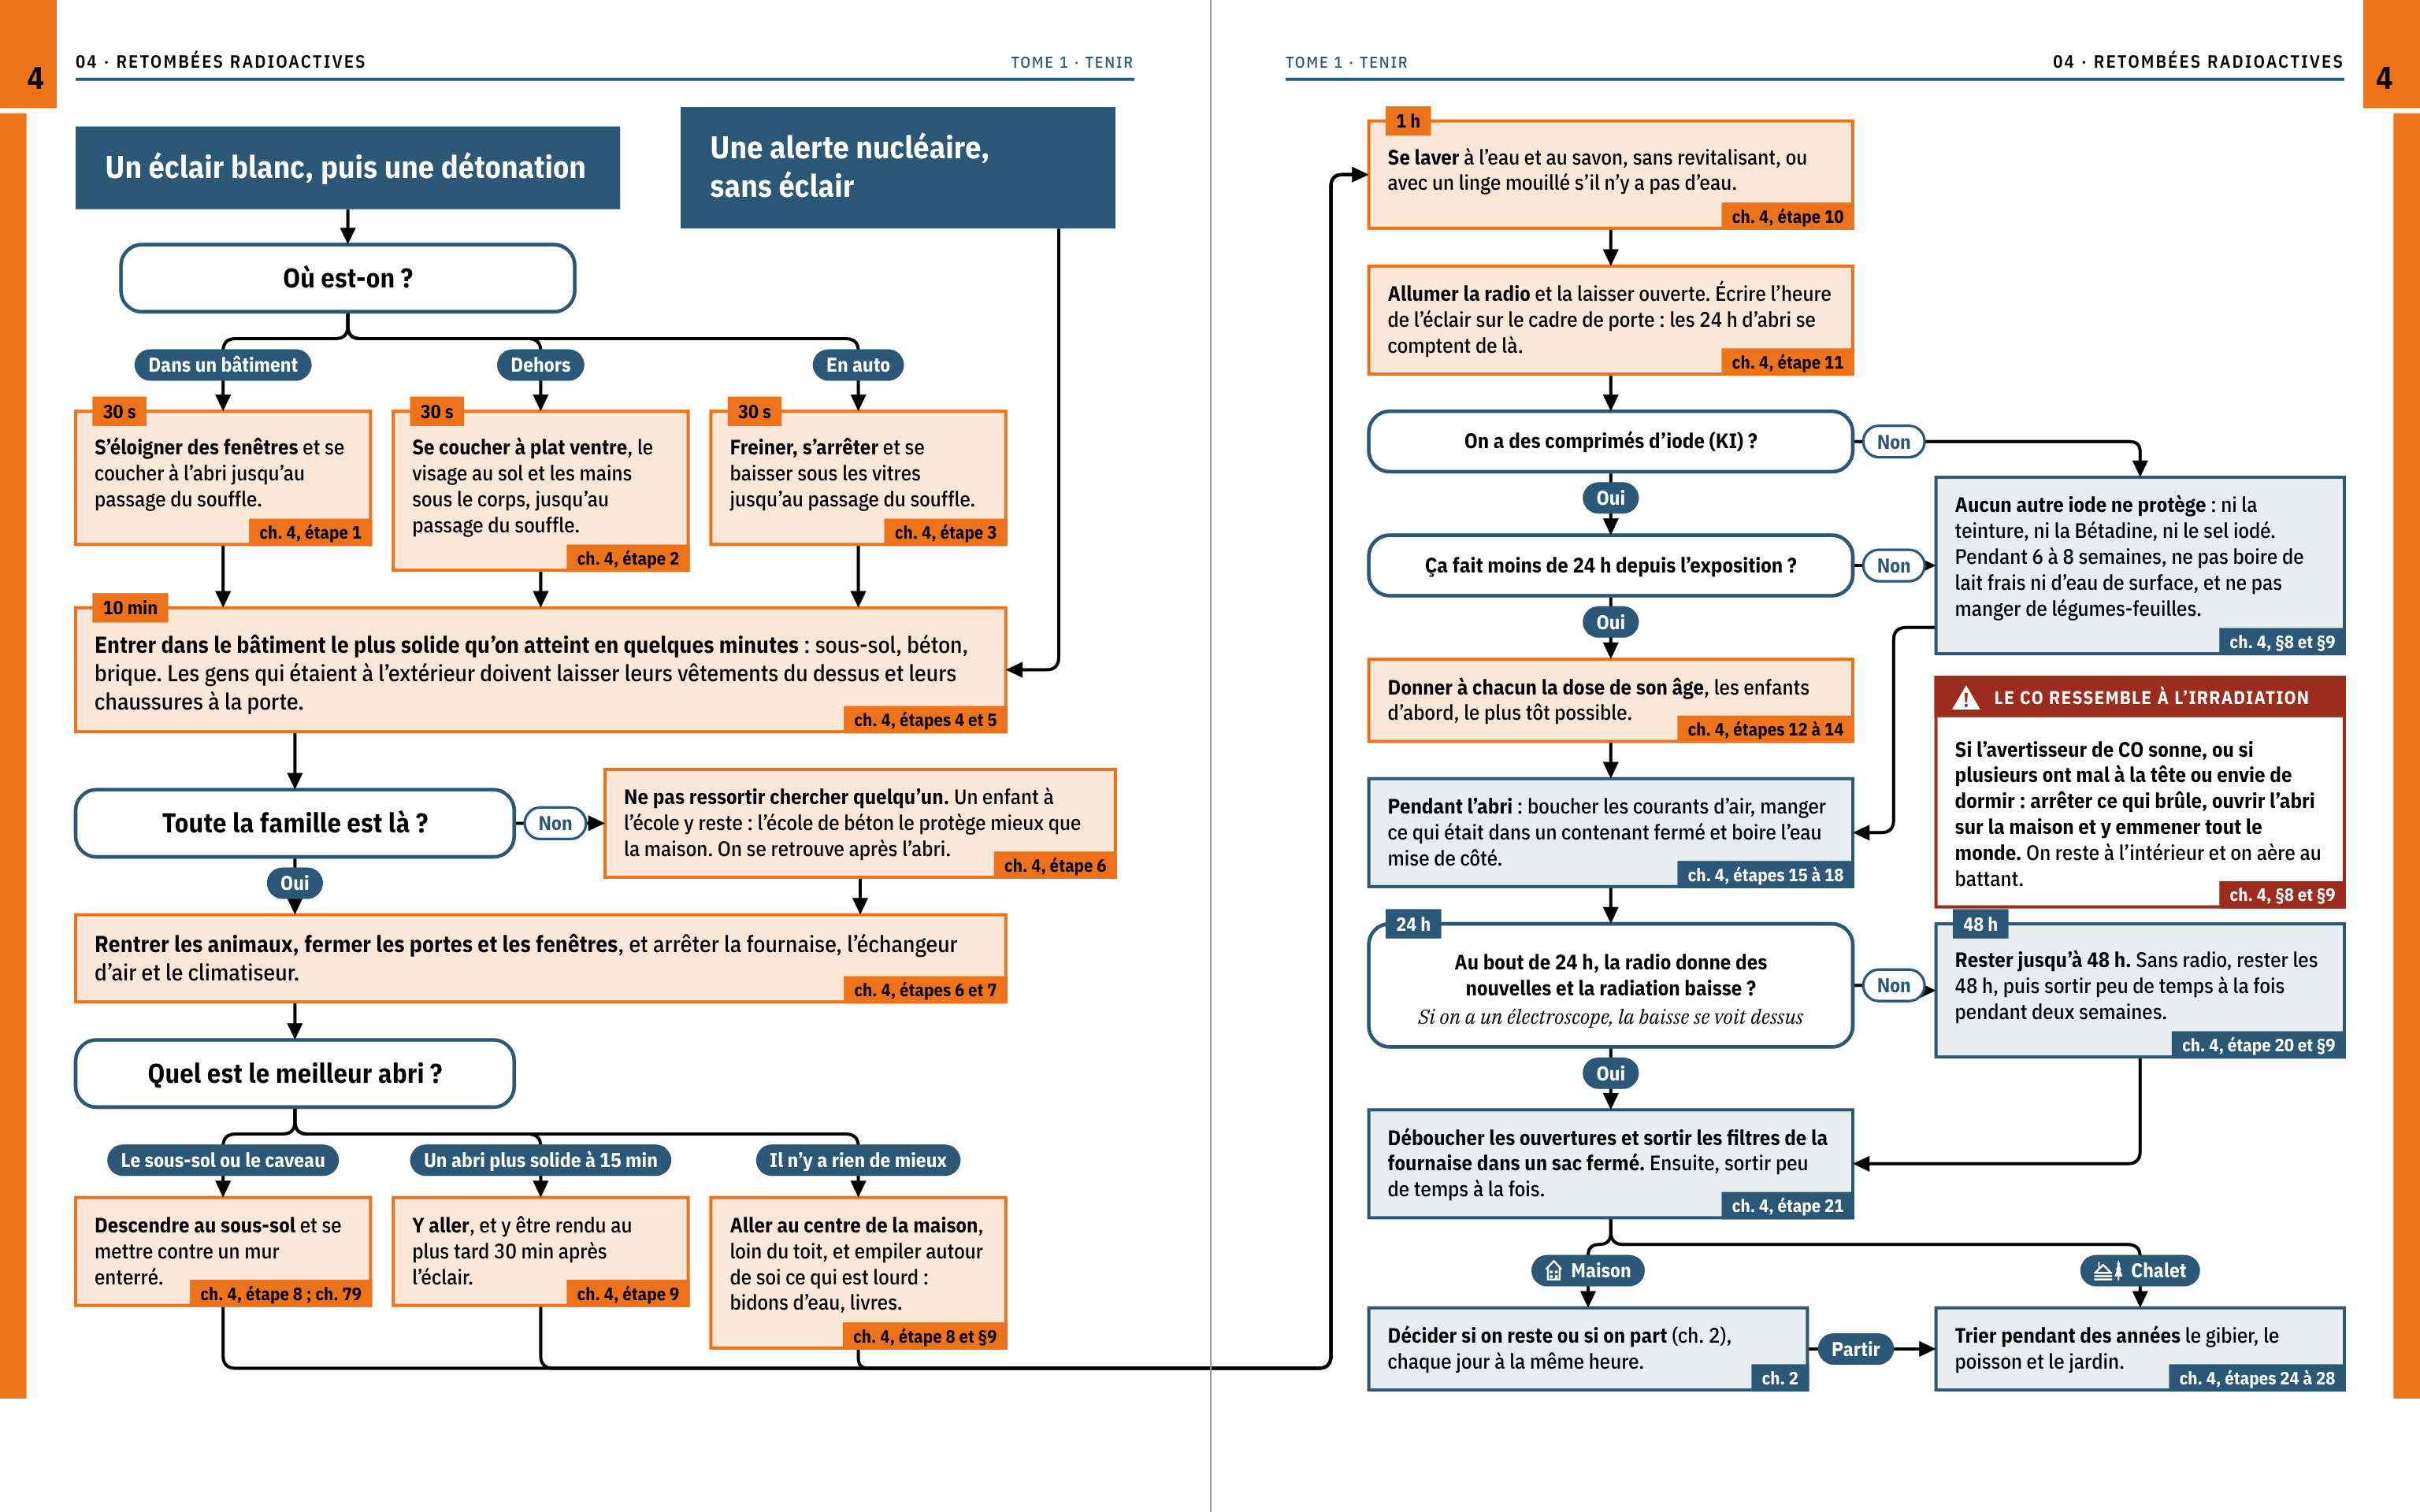 4
04 · RETOMBÉES RADIOACTIVES
TOME 1 · TENIR
Un éclair blanc, puis une détonation
Une alerte nucléaire,
sans éclair
Où est-on ?
Dans un bâtiment
Dehors
En auto
30 s
S’éloigner des fenêtres et se
coucher à l’abri jusqu’au
passage du souffle.
ch. 4, étape 1
30 s
Se coucher à plat ventre, le
visage au sol et les mains
sous le corps, jusqu’au
passage du souffle.
ch. 4, étape 2
30 s
Freiner, s’arrêter et se
baisser sous les vitres
jusqu’au passage du souffle.
ch. 4, étape 3
10 min
Entrer dans le bâtiment le plus solide qu’on atteint en quelques minutes : sous-sol, béton,
brique. Les gens qui étaient à l’extérieur doivent laisser leurs vêtements du dessus et leurs
chaussures à la porte.
ch. 4, étapes 4 et 5
Toute la famille est là ?
Non
Ne pas ressortir chercher quelqu’un. Un enfant à
l’école y reste : l’école de béton le protège mieux que
la maison. On se retrouve après l’abri.
ch. 4, étape 6
Oui
Rentrer les animaux, fermer les portes et les fenêtres, et arrêter la fournaise, l’échangeur
d’air et le climatiseur.
ch. 4, étapes 6 et 7
Quel est le meilleur abri ?
Le sous-sol ou le caveau
Un abri plus solide à 15 min
Il n’y a rien de mieux
Descendre au sous-sol et se
mettre contre un mur
enterré.
ch. 4, étape 8 ; ch. 79
Y aller, et y être rendu au
plus tard 30 min après
l’éclair.
ch. 4, étape 9
Aller au centre de la maison,
loin du toit, et empiler autour
de soi ce qui est lourd :
bidons d’eau, livres.
ch. 4, étape 8 et §9
TOME 1 · TENIR
04 · RETOMBÉES RADIOACTIVES
4
1 h
Se laver à l’eau et au savon, sans revitalisant, ou
avec un linge mouillé s’il n’y a pas d’eau.
ch. 4, étape 10
Allumer la radio et la laisser ouverte. Écrire l’heure
de l’éclair sur le cadre de porte : les 24 h d’abri se
comptent de là.
ch. 4, étape 11
On a des comprimés d’iode (KI) ?
Non
Oui
Ça fait moins de 24 h depuis l’exposition ?
Non
Aucun autre iode ne protège : ni la
teinture, ni la Bétadine, ni le sel iodé.
Pendant 6 à 8 semaines, ne pas boire de
lait frais ni d’eau de surface, et ne pas
manger de légumes-feuilles.
ch. 4, §8 et §9
Oui
Donner à chacun la dose de son âge, les enfants
d’abord, le plus tôt possible.
ch. 4, étapes 12 à 14
LE CO RESSEMBLE À L’IRRADIATION
Si l’avertisseur de CO sonne, ou si
plusieurs ont mal à la tête ou envie de
dormir : arrêter ce qui brûle, ouvrir l’abri
sur la maison et y emmener tout le
monde. On reste à l’intérieur et on aère au
battant.
ch. 4, §8 et §9
Pendant l’abri : boucher les courants d’air, manger
ce qui était dans un contenant fermé et boire l’eau
mise de côté.
ch. 4, étapes 15 à 18
24 h
Au bout de 24 h, la radio donne des
nouvelles et la radiation baisse ?
Si on a un électroscope, la baisse se voit dessus
Non
48 h
Rester jusqu’à 48 h. Sans radio, rester les
48 h, puis sortir peu de temps à la fois
pendant deux semaines.
ch. 4, étape 20 et §9
Oui
Déboucher les ouvertures et sortir les filtres de la
fournaise dans un sac fermé. Ensuite, sortir peu
de temps à la fois.
ch. 4, étape 21
Maison
Chalet
Décider si on reste ou si on part (ch. 2),
chaque jour à la même heure.
ch. 2
Partir
Trier pendant des années le gibier, le
poisson et le jardin.
ch. 4, étapes 24 à 28